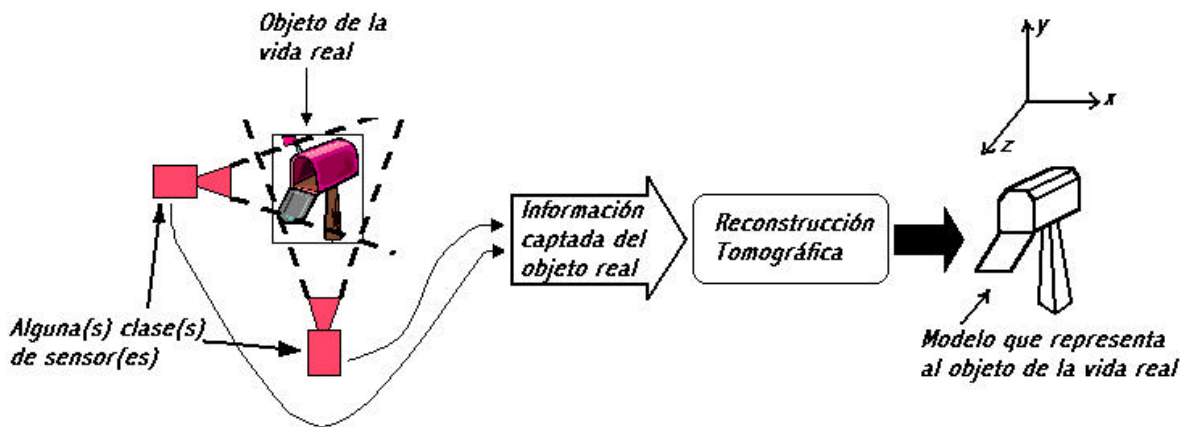 Objeto de la
vida real
Alguna(s) clase(s)
de sensor(es)
Información
captada del
objeto real
Reconstrucción
Tomográfica
y
x
z
Modelo que representa
al objeto de la vida real